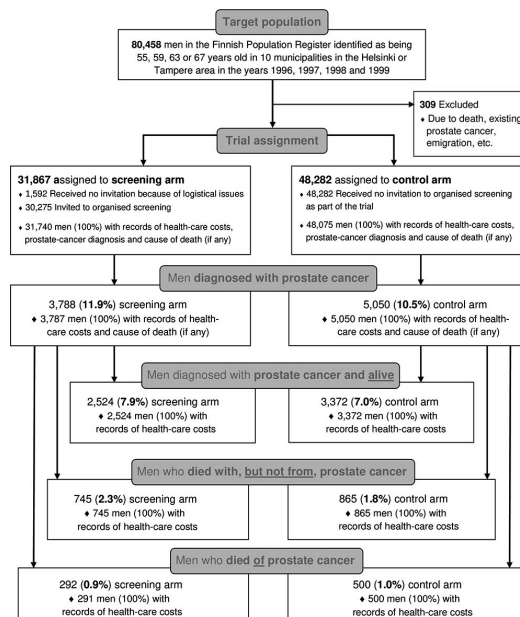 Target population
80,458 men in the Finnish Population Register identified as being
55, 59, 63 or 67 years old in 10 municipalities in the Helsinki or
Tampere area in the years 1996, 1997, 1998 and 1999
309 Excluded
♦ Due to death, existing
prostate cancer,
emigration, etc.
Trial assignment
31,867 assigned to screening arm
♦ 1,592 Received no invitation because of logistical issues
♦ 30,275 Invited to organised screening
♦ 31,740 men (100%) with records of health-care costs,
prostate-cancer diagnosis and cause of death (if any)
48,282 assigned to control arm
♦ 48,282 Received no invitation to organised screening
as part of the trial
♦ 48,075 men (100%) with records of health-care costs,
prostate-cancer diagnosis and cause of death (if any)
Men diagnosed with prostate cancer
3,788 (11.9%) screening arm
♦ 3,787 men (100%) with records of health-
care costs and cause of death (if any)
5,050 (10.5%) control arm
♦ 5,050 men (100%) with records of health-
care costs and cause of death (if any)
Men diagnosed with prostate cancer and alive
2,524 (7.9%) screening arm
♦ 2,524 men (100%) with
records of health-care costs
3,372 (7.0%) control arm
♦ 3,372 men (100%) with
records of health-care costs
Men who died with, but not from, prostate cancer
745 (2.3%) screening arm
♦ 745 men (100%) with
records of health-care costs
865 (1.8%) control arm
♦ 865 men (100%) with
records of health-care costs
Men who died of prostate cancer
292 (0.9%) screening arm
♦ 291 men (100%) with
records of health-care costs
500 (1.0%) control arm
♦ 500 men (100%) with
records of health-care costs